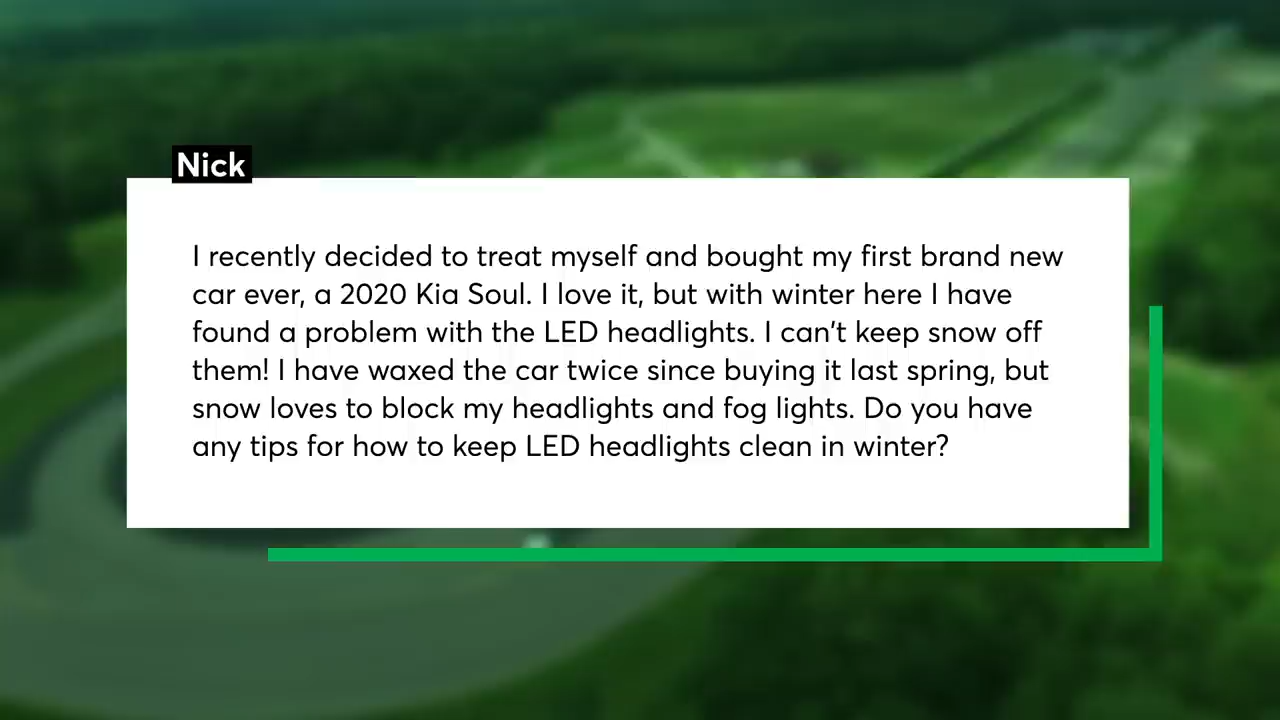 Nick
I recently decided to treat myself and bought my first brand new
car ever, a 2020 Kia Soul. I love it, but with winter here I have
found a problem with the LED headlights. I can't keep snow off
them! I have waxed the car twice since buying it last spring, but
snow loves to block my headlights and fog lights. Do you have
any tips for how to keep LED headlights clean in winter?